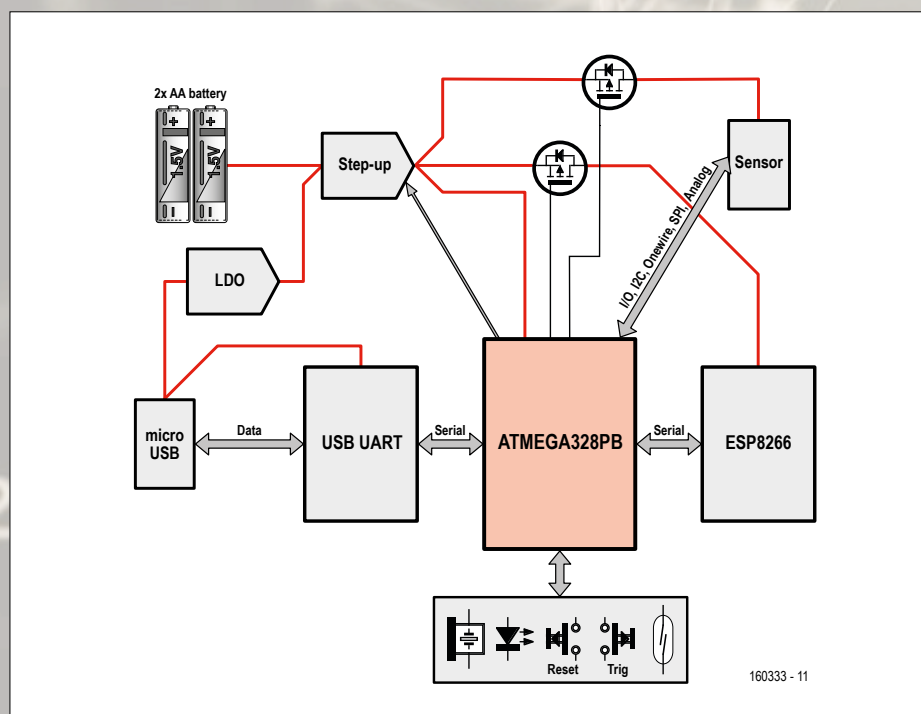 2x AA battery
+
+
1.5V
1.5V
Step-up
Sensor
I/O, I2C, Onewire, SPI, Analog
LDO
micro
USB
Data
USB UART
Serial
ATMEGA328PB
Serial
ESP8266
Reset
Trig
160333 - 11